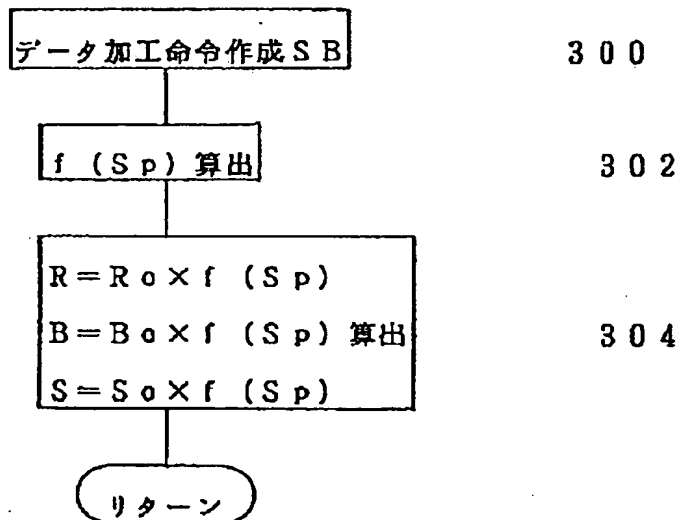 データ加工命令作成SB 300
f (Sp) 算出 302
R=Ro×f (Sp)
B=Bo×f (Sp) 算出 304
S=So×f (Sp)
リターン